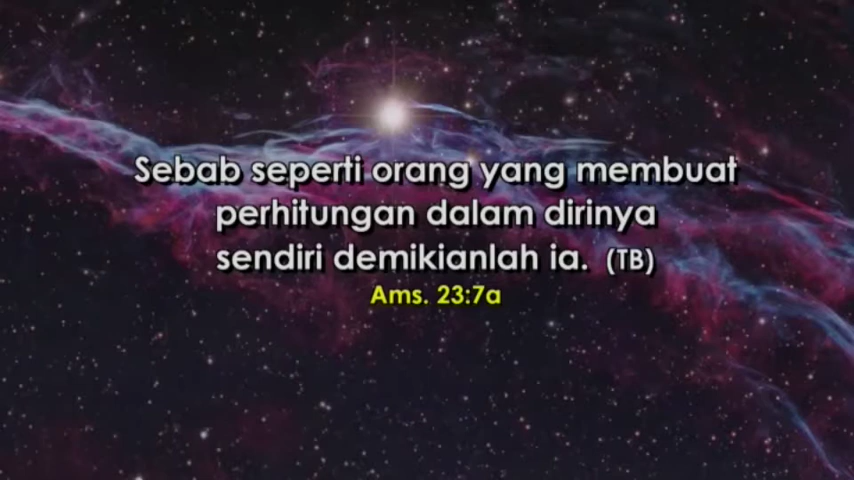 Sebab seperti orang yang membuat
perhitungan dalam dirinya
sendiri demikianlah ia. (TB)
Ams. 23:7a